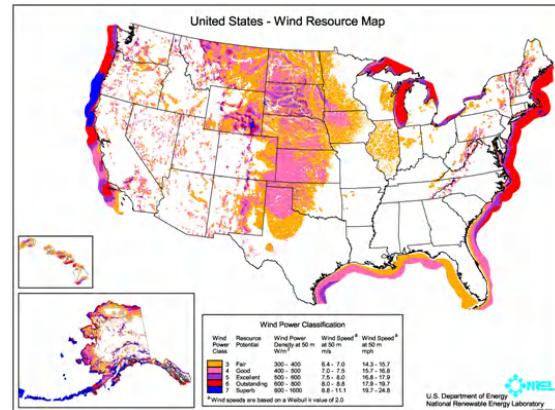 United States - Wind Resource Map
Wind Power Classification
Wind Power Class Resource Potential Wind Power Density at 50 m W/m² Wind Speedª at 50 m m/s Wind Speedª at 50 m mph
3 Fair 300 - 400 6.4 - 7.0 14.3 - 15.7
4 Good 400 - 500 7.0 - 7.5 15.7 - 16.8
5 Excellent 500 - 600 7.5 - 8.0 16.8 - 17.9
6 Outstanding 600 - 800 8.0 - 8.8 17.9 - 19.7
7 Superb 800 - 1600 8.8 - 11.1 19.7 - 24.8
ª Wind speeds are based on a Weibull k value of 2.0
NREL
U.S. Department of Energy
National Renewable Energy Laboratory